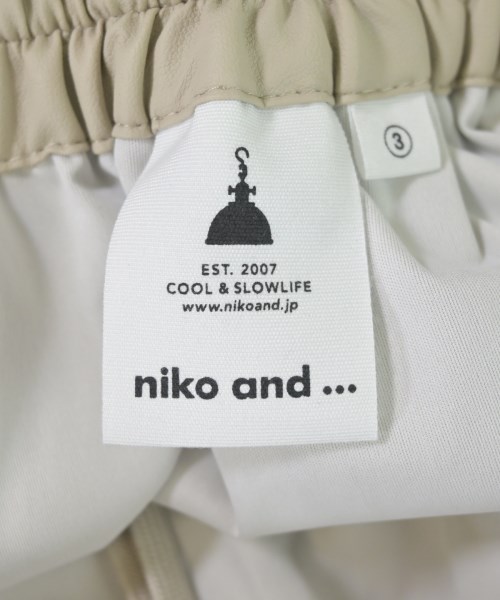 ③
EST. 2007
COOL & SLOWLIFE
www.nikoand.jp
niko and ...